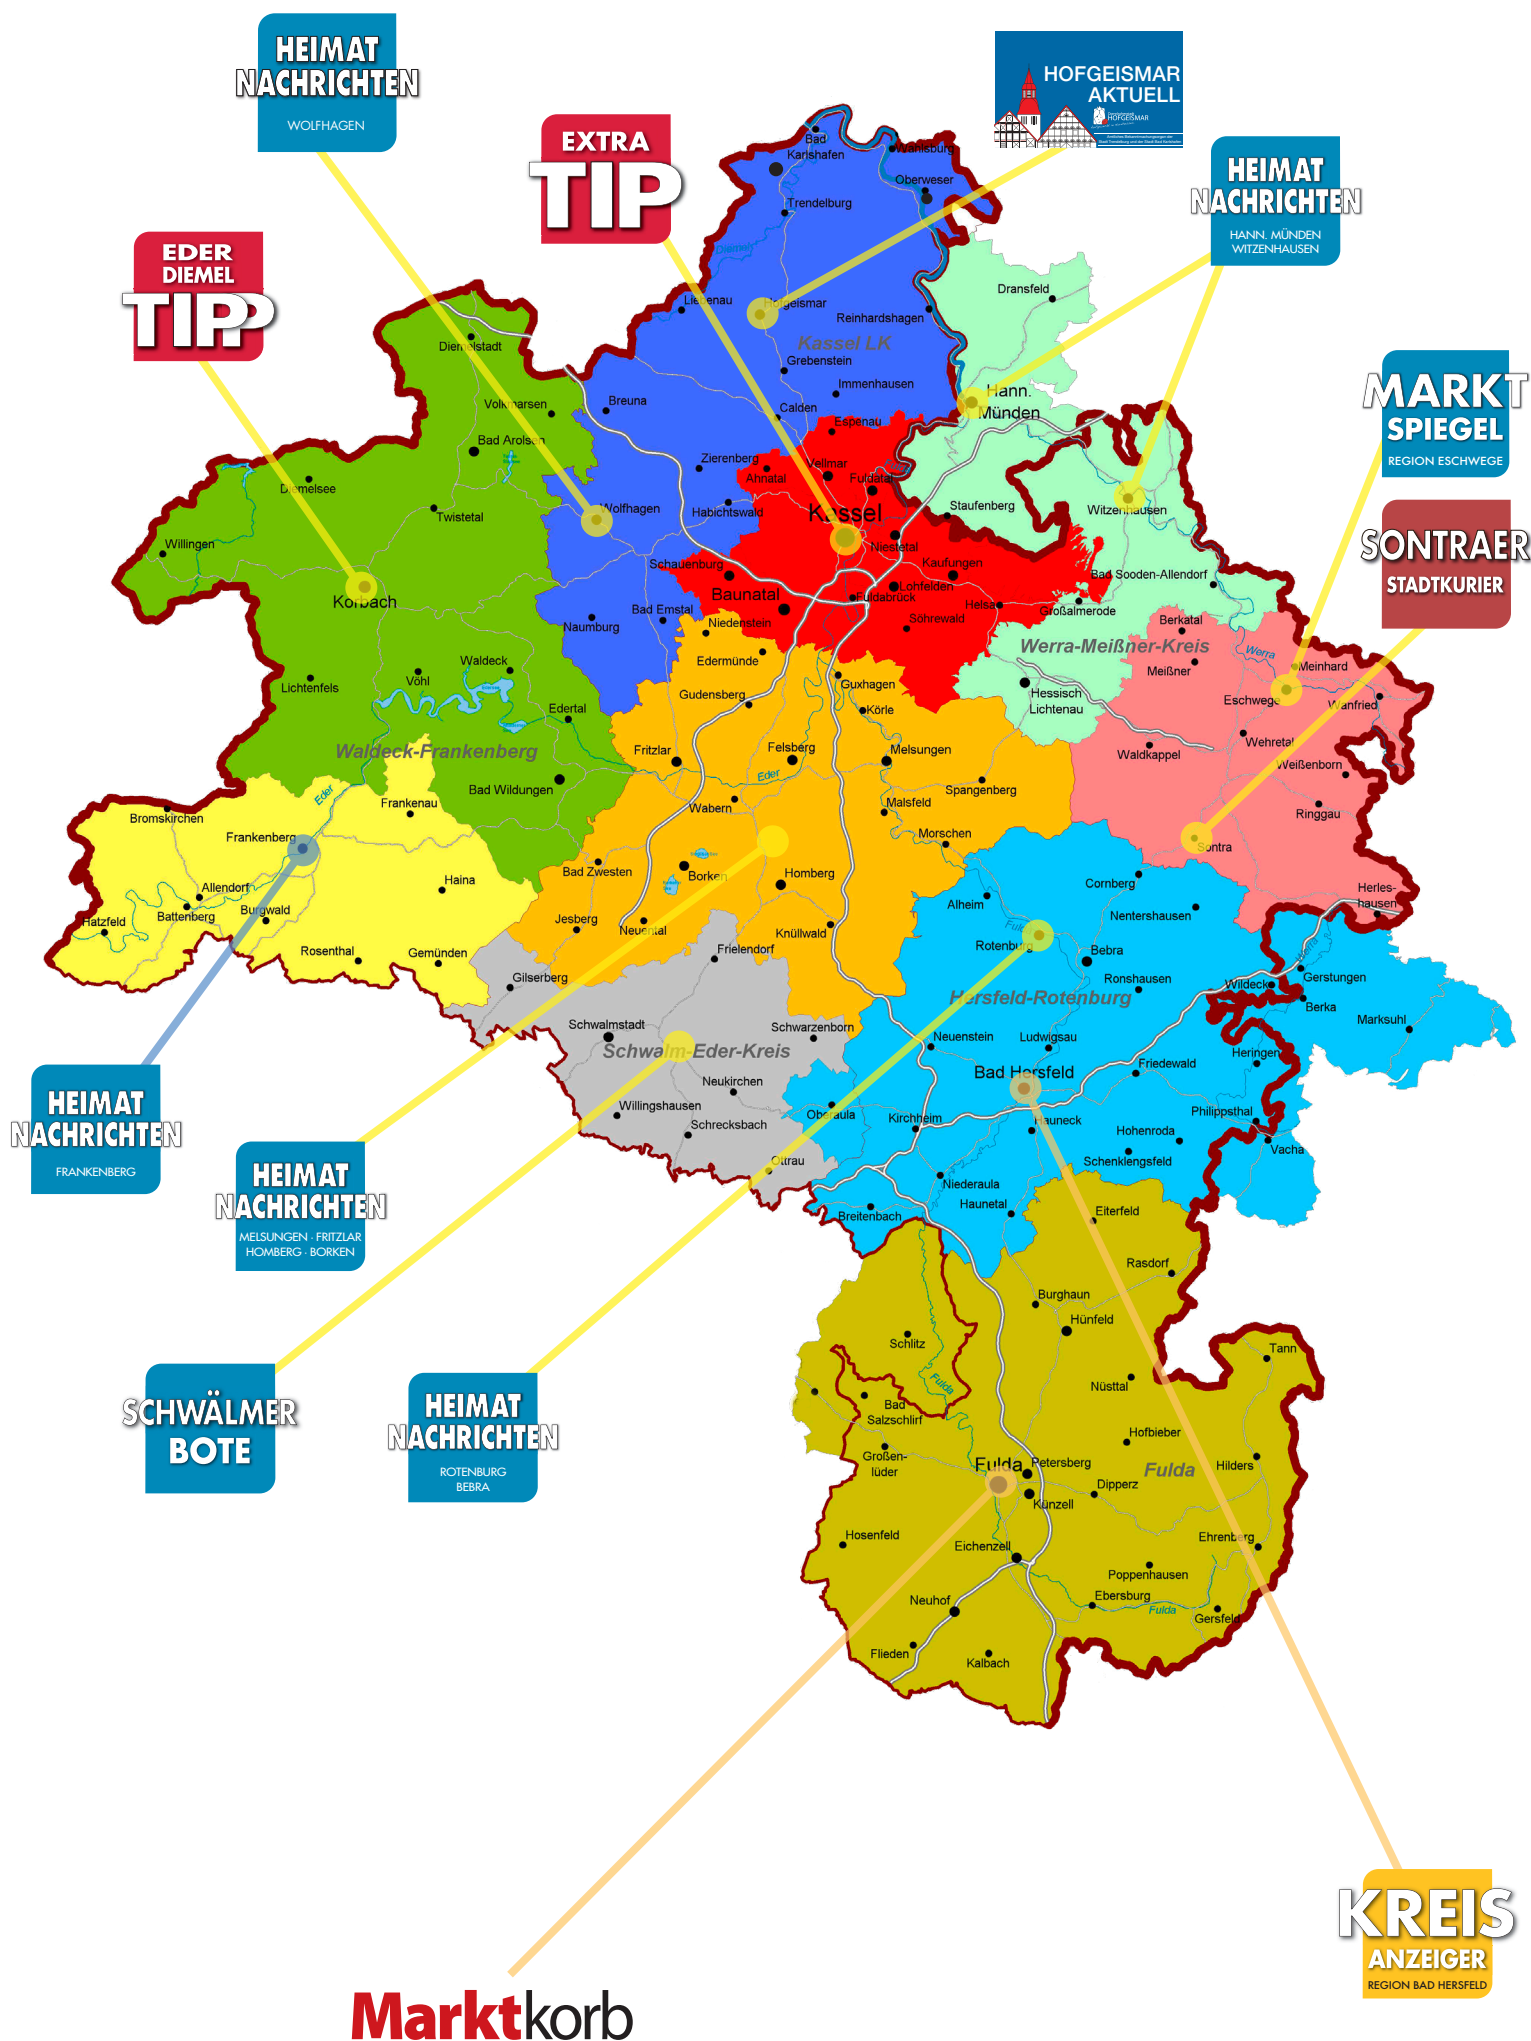 HEIMAT
NACHRICHTEN
WOLFHAGEN
EXTRA
TIP
HOFGEISMAR
AKTUELL
HOFGEISMAR
HEIMAT
NACHRICHTEN
HANN. MÜNDEN
WITZENHAUSEN
EDER
DIEMEL
TIPP
MARKT
SPIEGEL
REGION ESCHWEGE
SONTRAER
STADTKURIER
Bad
Karlshafen
Wahlsburg
Oberweser
Trendelburg
Diemel
Liebenau
Hofgeismar
Reinhardshagen
Kassel LK
Grebenstein
Immenhausen
Calden
Espenau
Dransfeld
Hann.
Münden
Diemelstadt
Volkmarsen
Breuna
Bad Arolsen
Zierenberg
Ahnatal
Vellmar
Fuldatal
Diemelsee
Twistetal
Wolfhagen
Habichtswald
Kassel
Staufenberg
Witzenhausen
Willingen
Niestetal
Schauenburg
Kaufungen
Bad Sooden-Allendorf
Korbach
Baunatal
Lohfelden
Fuldabrück
Helsa
Großalmerode
Naumburg
Bad Emstal
Niedenstein
Söhrewald
Berkatal
Edermünde
Werra-Meißner-Kreis
Werra
Meinhard
Meißner
Waldeck
Vöhl
Lichtenfels
Gudensberg
Guxhagen
Hessisch
Lichtenau
Eschwege
Wanfried
Edertal
Körle
Waldeck-Frankenberg
Fritzlar
Felsberg
Melsungen
Waldkappel
Wehretal
Weißenborn
Eder
Bad Wildungen
Spangenberg
Eder
Frankenau
Wabern
Malsfeld
Ringgau
Bromskirchen
Frankenberg
Morschen
Sontra
Bad Zwesten
Borken
Homberg
Cornberg
Haina
Allendorf
Battenberg
Burgwald
Alheim
Nentershausen
Herles-
hausen
Hatzfeld
Jesberg
Neuental
Knüllwald
Rotenburg
Bebra
Rosenthal
Gemünden
Frielendorf
Gilserberg
Ronshausen
Wildeck
Gerstungen
Hersfeld-Rotenburg
Berka
Marksuhl
Schwalmstadt
Schwarzenborn
Schwalm-Eder-Kreis
Neuenstein
Ludwigsau
Heringen
Friedewald
Bad Hersfeld
Neukirchen
Willingshausen
Oberaula
Kirchheim
Hauneck
Philippsthal
Schrecksbach
Hohenroda
Vacha
Schenklengsfeld
Ottrau
Niederaula
Haunetal
Breitenbach
Eiterfeld
HEIMAT
NACHRICHTEN
FRANKENBERG
HEIMAT
NACHRICHTEN
MELSUNGEN · FRITZLAR
HOMBERG · BORKEN
Rasdorf
Burghaun
Hünfeld
Schlitz
Tann
SCHWÄLMER
BOTE
HEIMAT
NACHRICHTEN
ROTENBURG
BEBRA
Fulda
Nüsttal
Bad
Salzschlirf
Hofbieber
Großen-
lüder
Fulda
Petersberg
Fulda
Hilders
Dipperz
Künzell
Hosenfeld
Eichenzell
Ehrenberg
Poppenhausen
Neuhof
Ebersburg
Fulda
Gersfeld
Flieden
Kalbach
KREIS
ANZEIGER
REGION BAD HERSFELD
Marktkorb